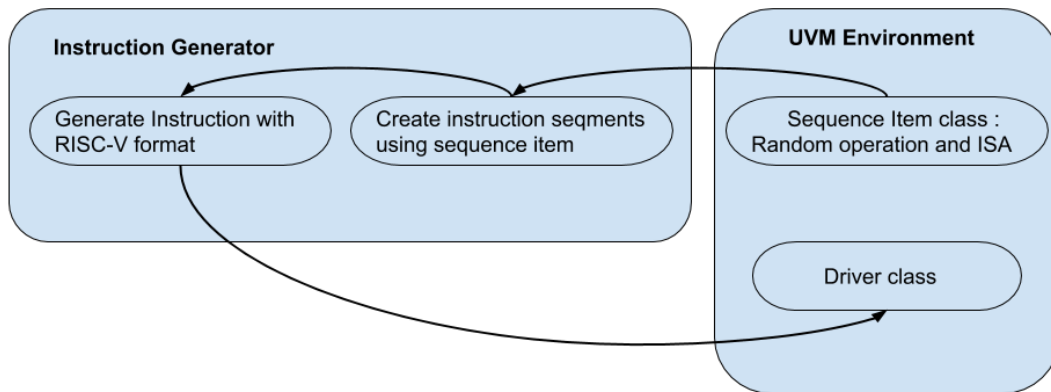 Instruction Generator
Generate Instruction with
RISC-V format
Create instruction seqments
using sequence item
UVM Environment
Sequence Item class :
Random operation and ISA
Driver class